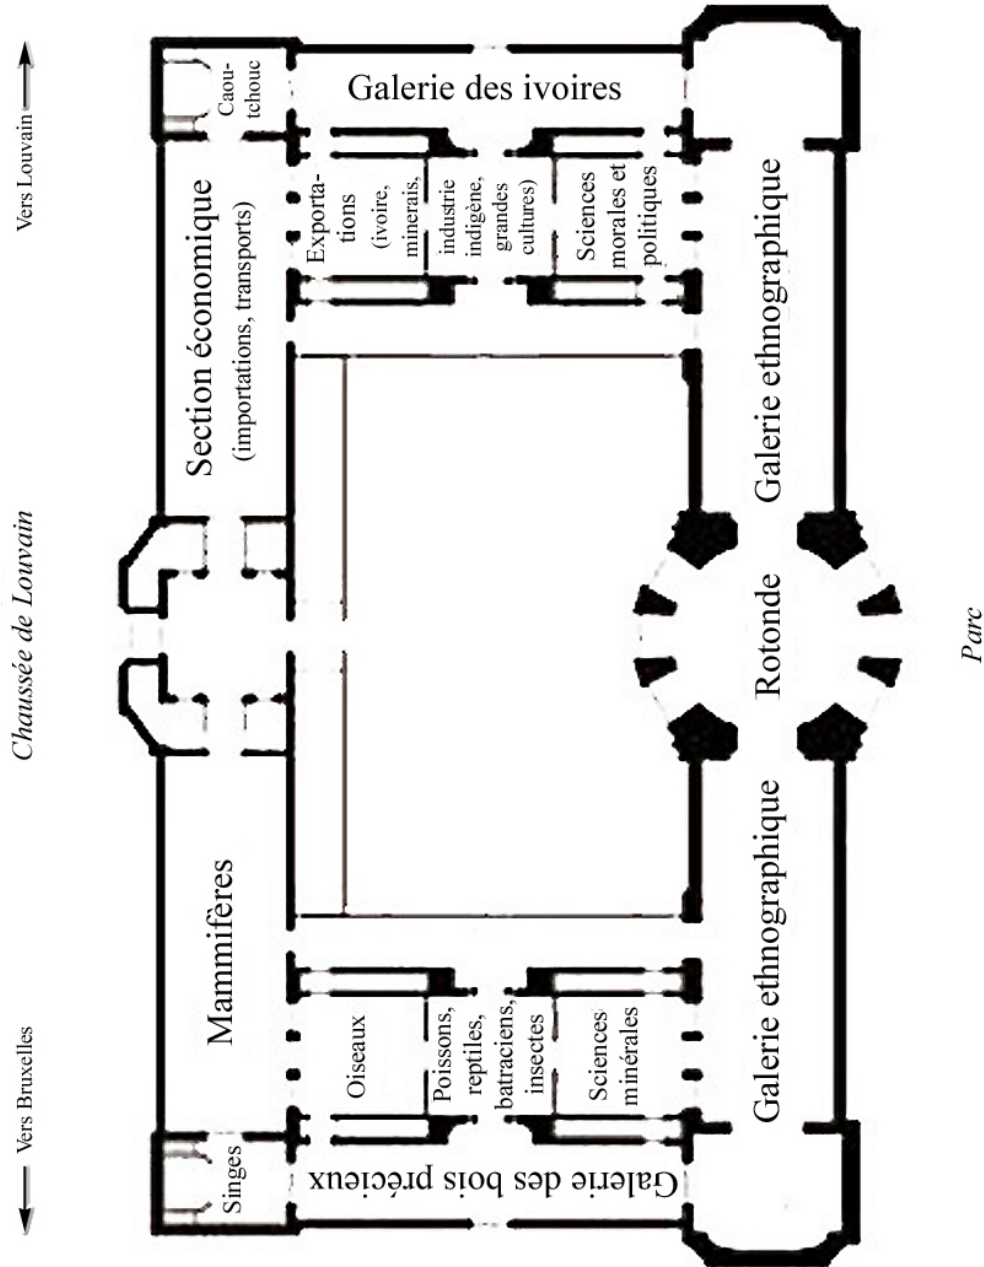 Vers Louvain
Chaussée de Louvain
Vers Bruxelles
Caou-
tchouc
Galerie des ivoires
Section économique
(importations, transports)
Exporta-
tions
(ivoire,
minerais,
industrie
indigène,
grandes
cultures)
Sciences
morales et
politiques
Galerie ethnographique
Rotonde
Parc
Mammifères
Oiseaux
Poissons,
reptiles,
batraciens,
insectes
Sciences
minérales
Galerie ethnographique
Singes
Galerie des bois précieux